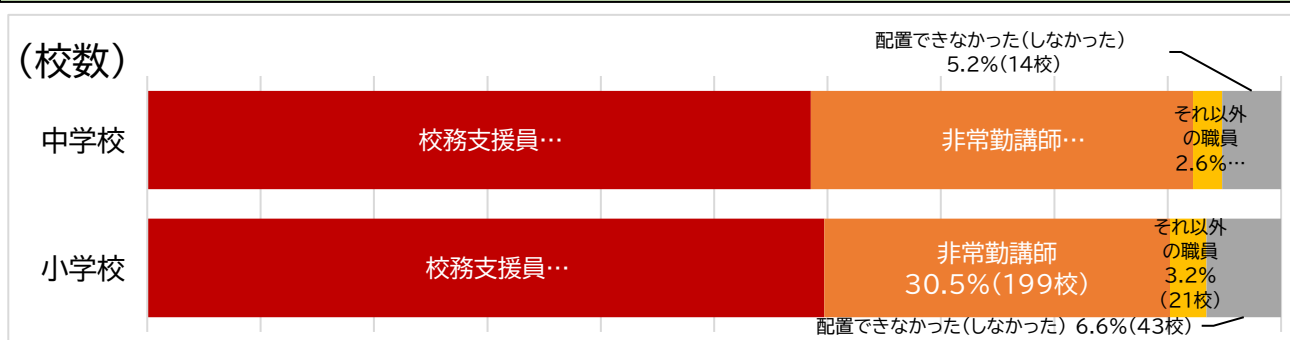 (校数)
配置できなかった(しなかった)
5.2%(14校)
中学校
校務支援員…
非常勤講師…
それ以外
の職員
2.6%…
小学校
校務支援員…
非常勤講師
30.5%(199校)
それ以外
の職員
3.2%
(21校)
配置できなかった(しなかった) 6.6%(43校)